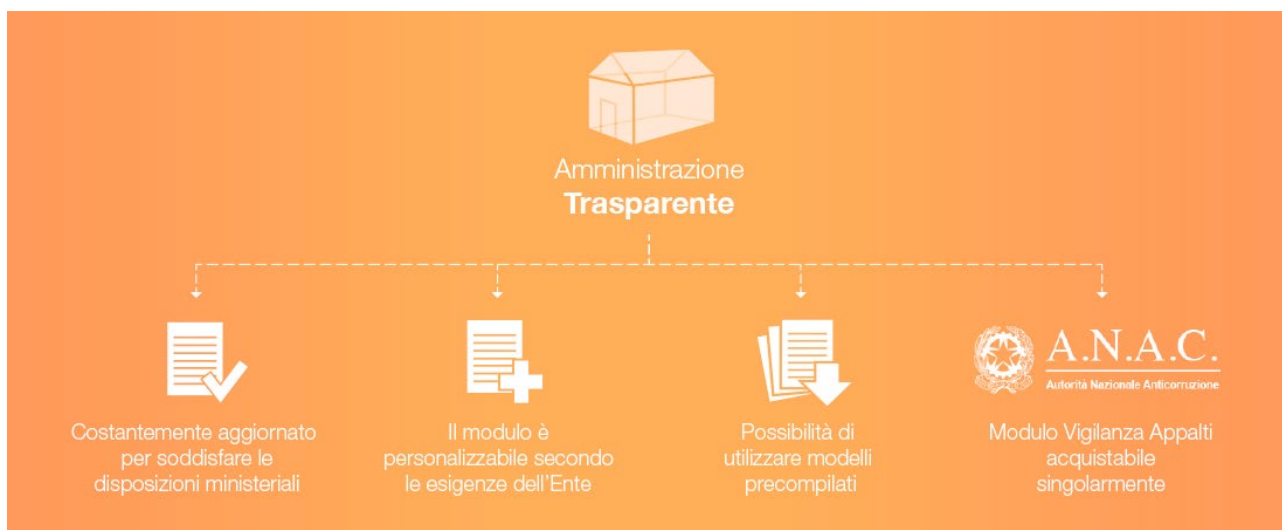 Amministrazione
Trasparente
Costantemente aggiornato
per soddisfare le
disposizioni ministeriali
Il modulo è
personalizzabile secondo
le esigenze dell'Ente
Possibilità di
utilizzare modelli
precompilati
A.N.A.C.
Autorità Nazionale Anticorruzione
Modulo Vigilanza Appalti
acquistabile
singolarmente